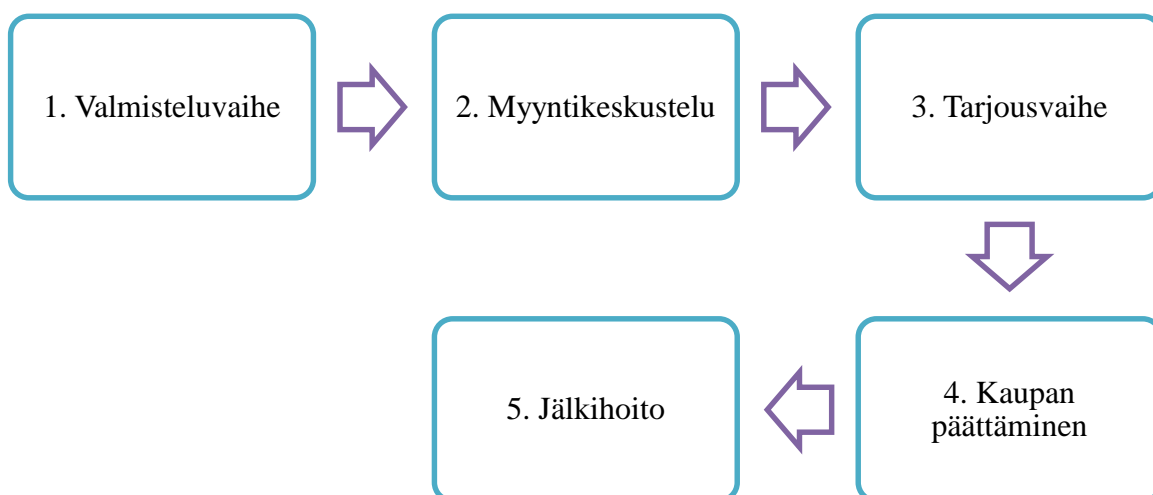 1. Valmisteluvaihe
2. Myyntikeskustelu
3. Tarjousvaihe
4. Kaupan
päättäminen
5. Jälkihoito